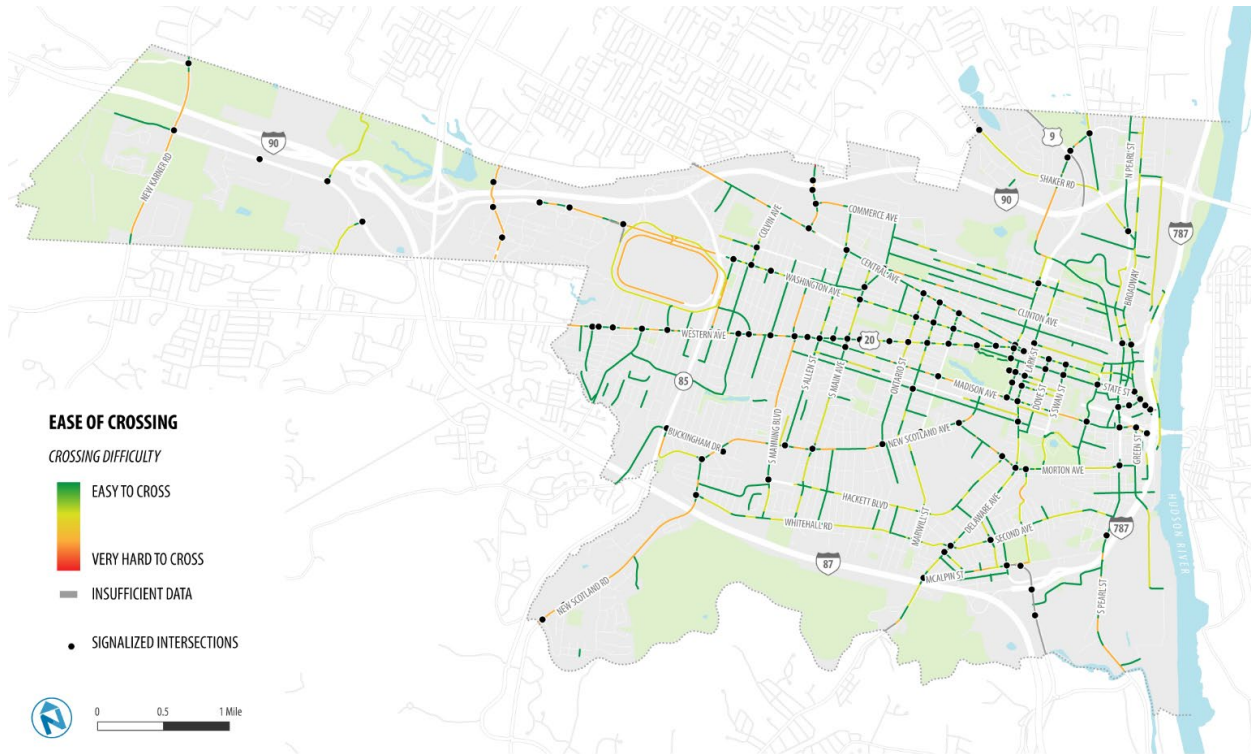 90
NEW KARNER RD
9
SHAKER RD
90
N PEARL ST
787
COLVIN AVE
COMMERCE AVE
CENTRAL AVE
WASHINGTON AVE
CLINTON AVE
BROADWAY
WESTERN AVE
20
LARK ST
85
S ALLEN ST
S MAIN AVE
ONTARIO ST
MADISON AVE
DOVE ST
S SWAN ST
STATE ST
BUCKINGHAM DR
S MANNING BLVD
NEW SCOTLAND AVE
MORTON AVE
GREEN ST
HACKETT BLVD
WHITEHALL RD
MARWILL ST
DELAWARE AVE
SECOND AVE
787
HUDSON RIVER
87
MCALPIN ST
NEW SCOTLAND RD
S PEARL ST
EASE OF CROSSING
CROSSING DIFFICULTY
EASY TO CROSS
VERY HARD TO CROSS
INSUFFICIENT DATA
SIGNALIZED INTERSECTIONS
N
0 0.5 1 Mile